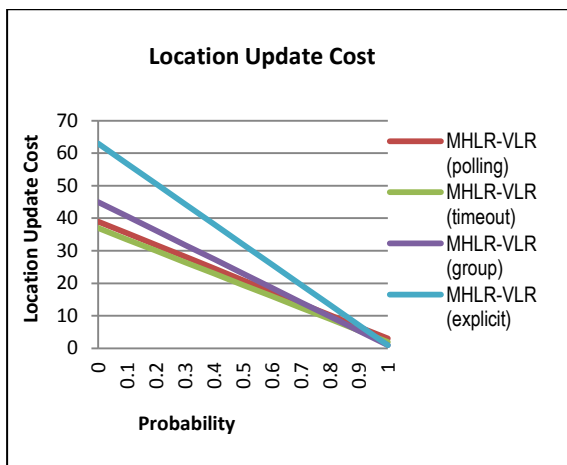 Location Update Cost
Location Update Cost
70
60
50
40
30
20
10
0
0
0.1
0.2
0.3
0.4
0.5
0.6
0.7
0.8
0.9
1
Probability
MHLR-VLR
(polling)
MHLR-VLR
(timeout)
MHLR-VLR
(group)
MHLR-VLR
(explicit)